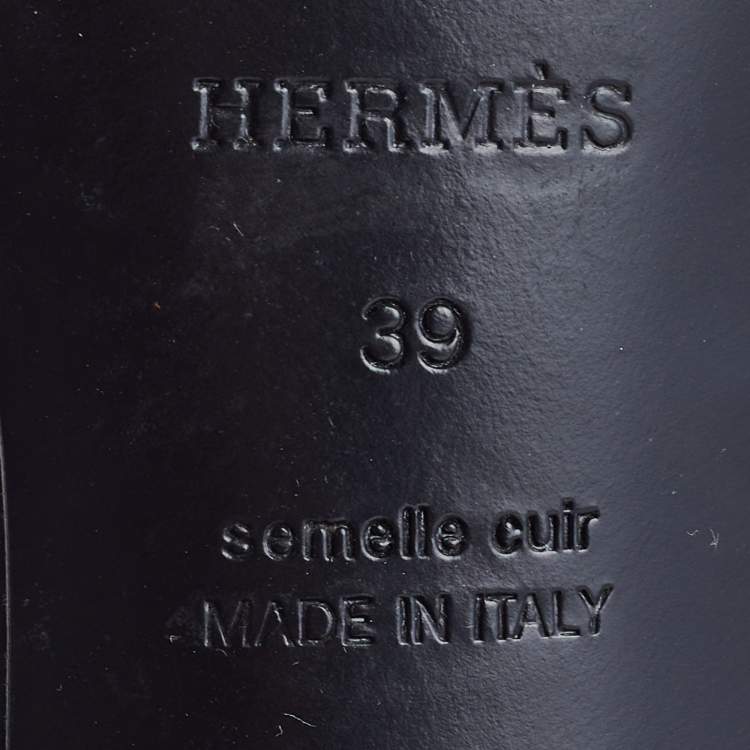 HERMÈS
39
semelle cuir
MADE IN ITALY